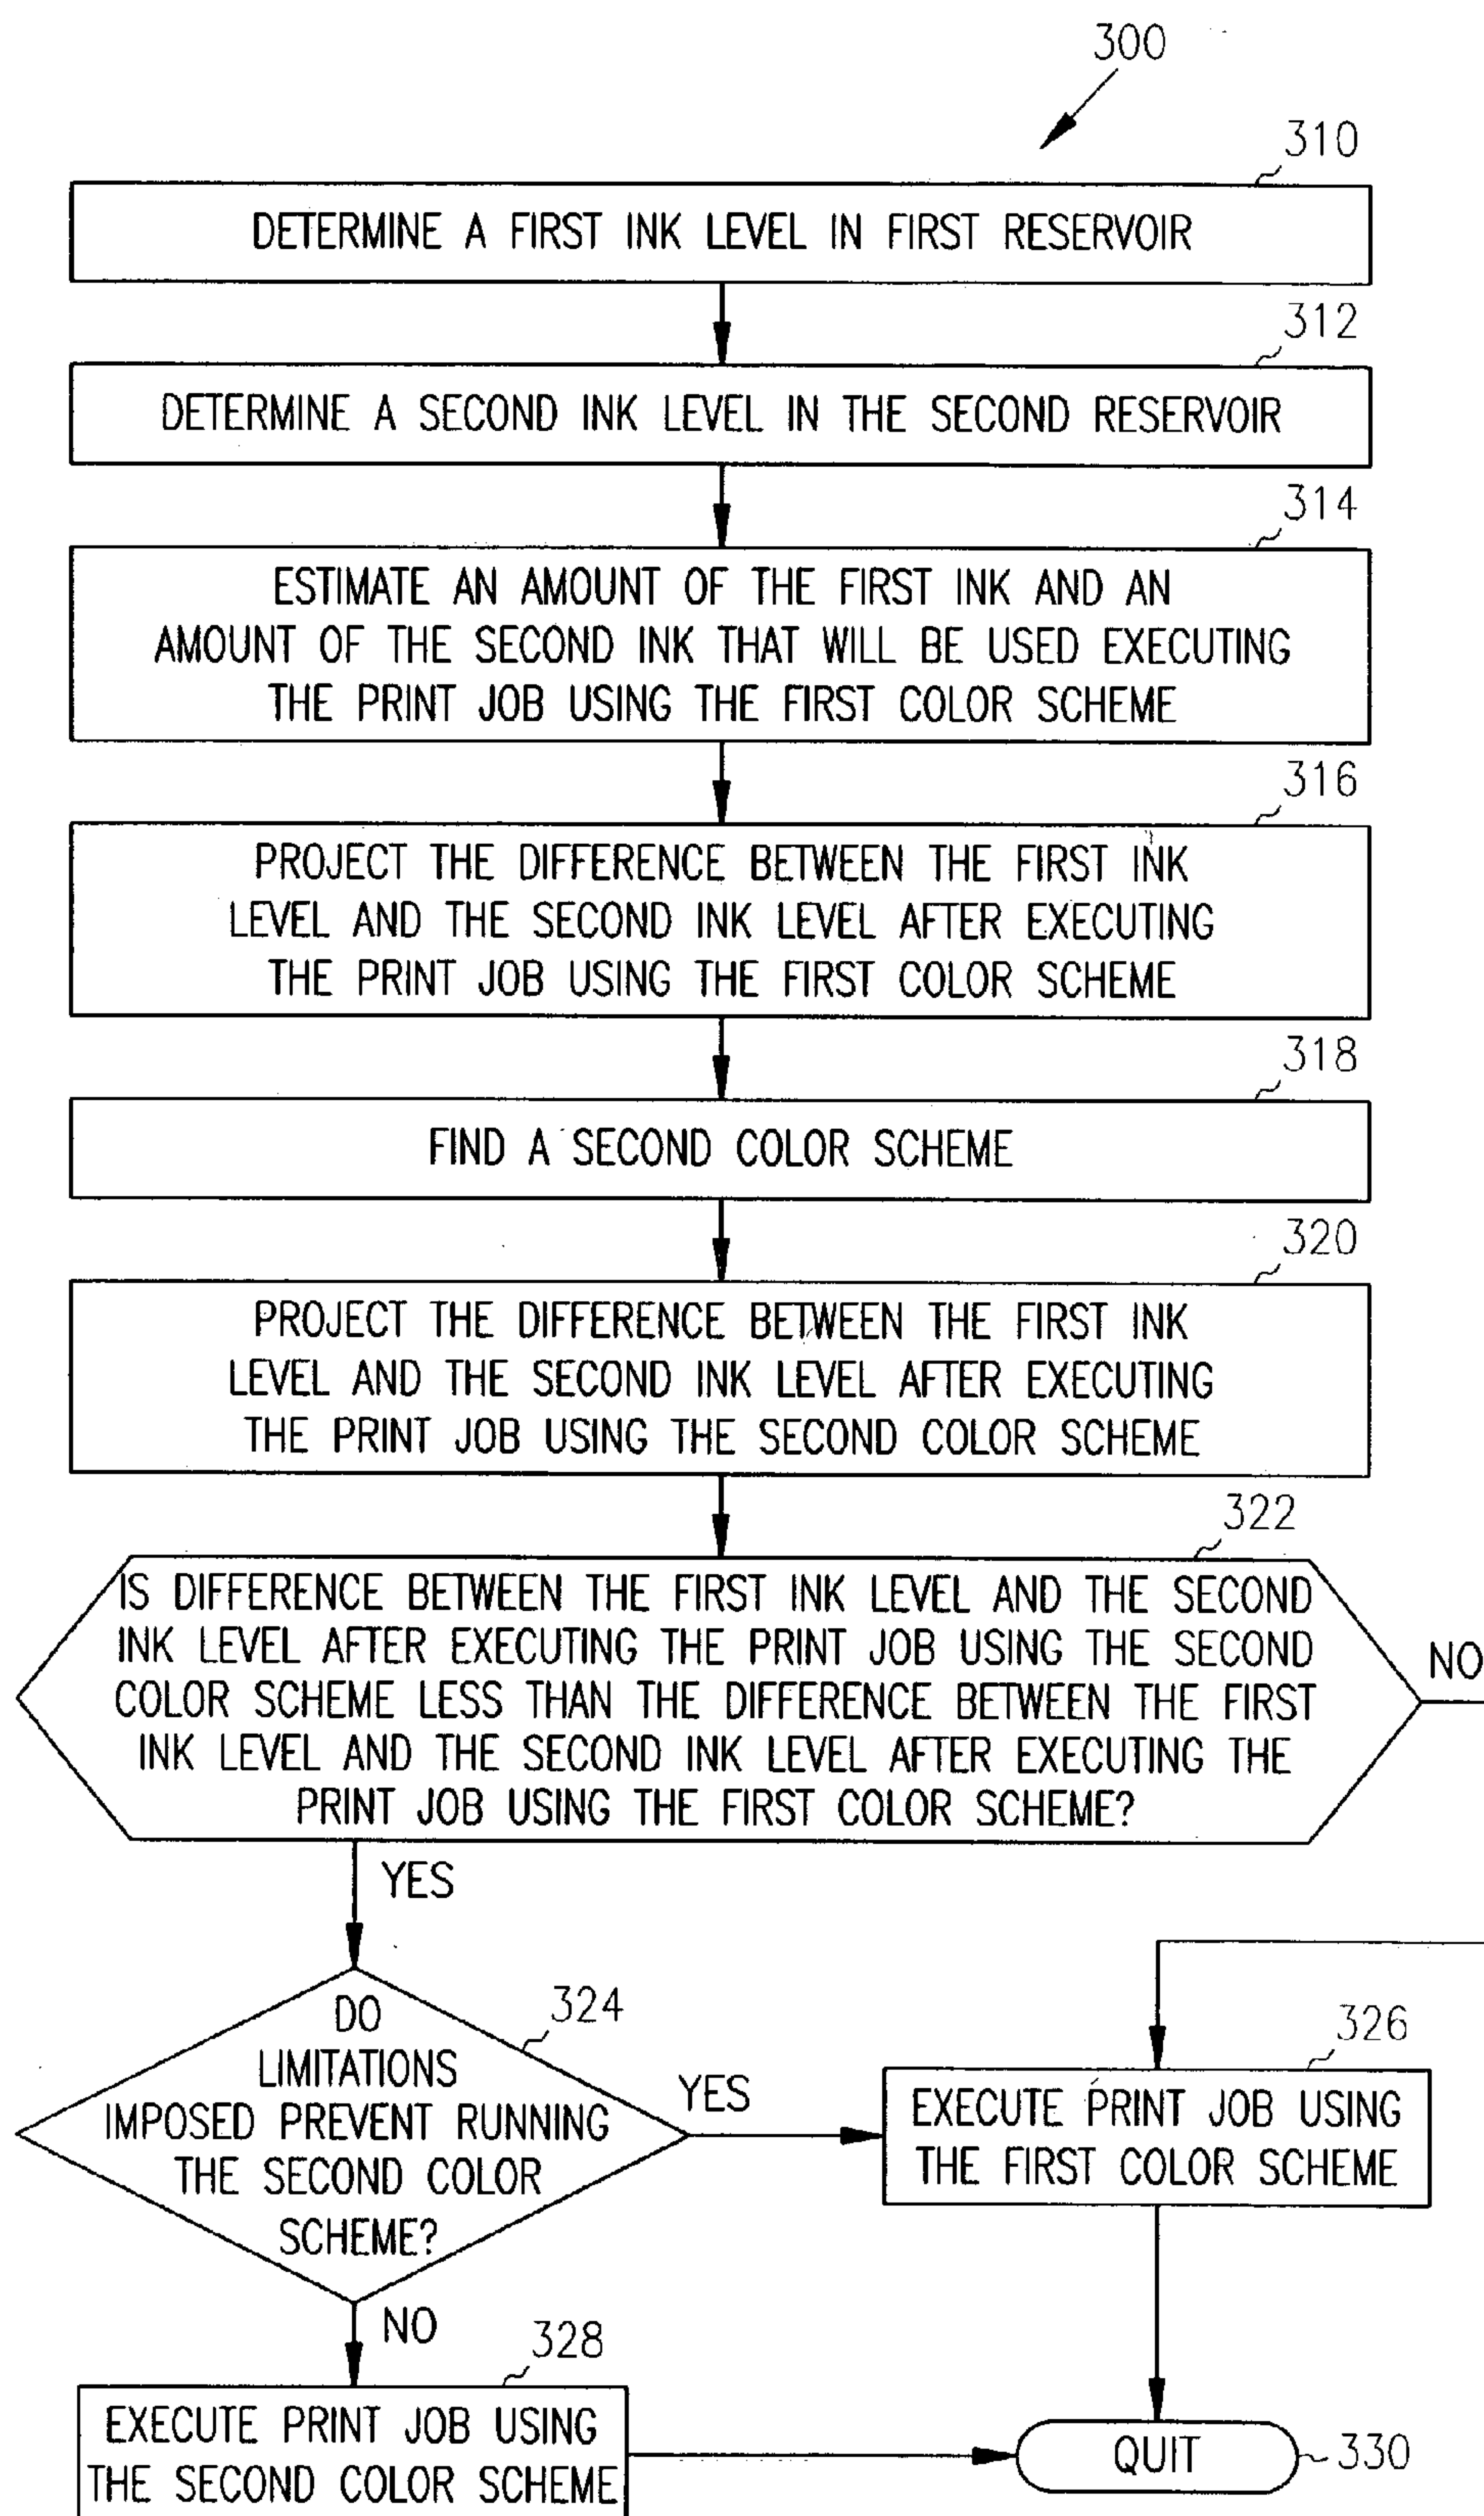 300
310
DETERMINE A FIRST INK LEVEL IN FIRST RESERVOIR
312
DETERMINE A SECOND INK LEVEL IN THE SECOND RESERVOIR
314
ESTIMATE AN AMOUNT OF THE FIRST INK AND AN
AMOUNT OF THE SECOND INK THAT WILL BE USED EXECUTING
THE PRINT JOB USING THE FIRST COLOR SCHEME
316
PROJECT THE DIFFERENCE BETWEEN THE FIRST INK
LEVEL AND THE SECOND INK LEVEL AFTER EXECUTING
THE PRINT JOB USING THE FIRST COLOR SCHEME
318
FIND A SECOND COLOR SCHEME
320
PROJECT THE DIFFERENCE BETWEEN THE FIRST INK
LEVEL AND THE SECOND INK LEVEL AFTER EXECUTING
THE PRINT JOB USING THE SECOND COLOR SCHEME
322
IS DIFFERENCE BETWEEN THE FIRST INK LEVEL AND THE SECOND
INK LEVEL AFTER EXECUTING THE PRINT JOB USING THE SECOND
COLOR SCHEME LESS THAN THE DIFFERENCE BETWEEN THE FIRST
INK LEVEL AND THE SECOND INK LEVEL AFTER EXECUTING THE
PRINT JOB USING THE FIRST COLOR SCHEME?
NO
YES
324
DO
LIMITATIONS
IMPOSED PREVENT RUNNING
THE SECOND COLOR
SCHEME?
YES
326
EXECUTE PRINT JOB USING
THE FIRST COLOR SCHEME
NO
328
EXECUTE PRINT JOB USING
THE SECOND COLOR SCHEME
QUIT
330